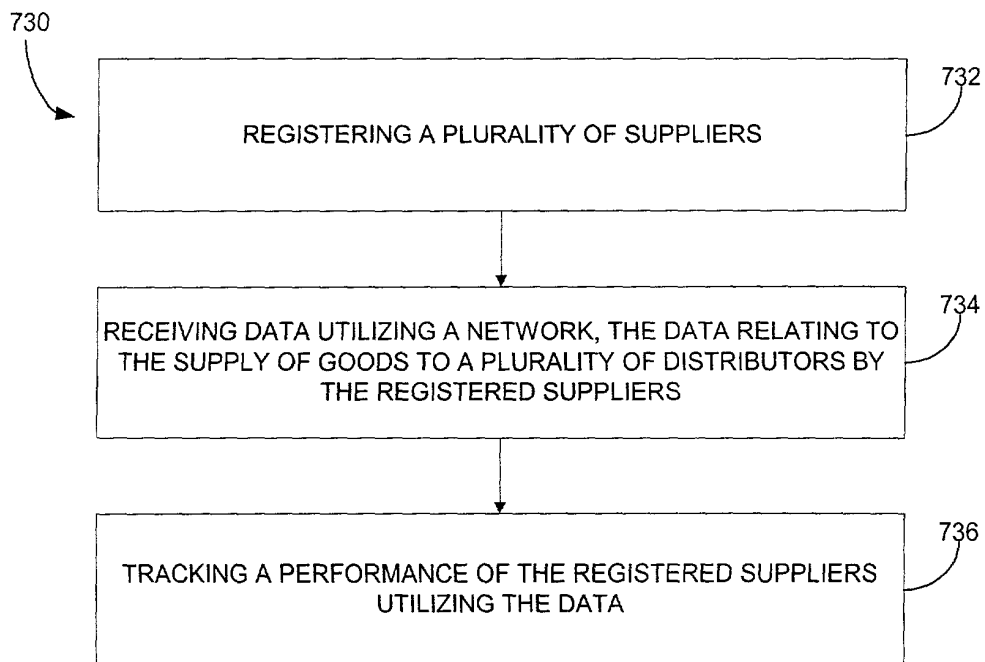 730
732
REGISTERING A PLURALITY OF SUPPLIERS
734
RECEIVING DATA UTILIZING A NETWORK, THE DATA RELATING TO
THE SUPPLY OF GOODS TO A PLURALITY OF DISTRIBUTORS BY
THE REGISTERED SUPPLIERS
736
TRACKING A PERFORMANCE OF THE REGISTERED SUPPLIERS
UTILIZING THE DATA